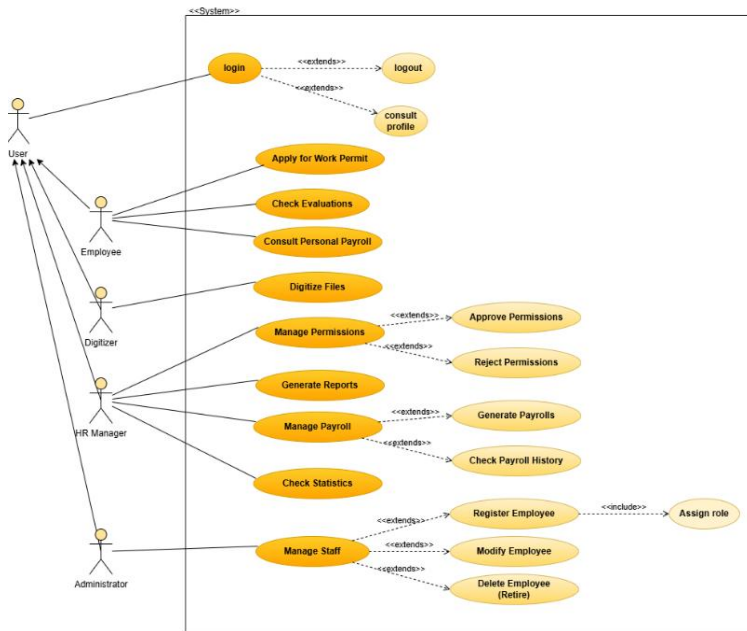 <<System>>
login
<<extends>>
logout
<<extends>>
consult
profile
User
Apply for Work Permit
Check Evaluations
Employee
Consult Personal Payroll
Digitize Files
Digitizer
Manage Permissions
<<extends>>
Approve Permissions
<<extends>>
Reject Permissions
Generate Reports
HR Manager
Manage Payroll
<<extends>>
Generate Payrolls
<<extends>>
Check Payroll History
Check Statistics
Administrator
Manage Staff
<<extends>>
Register Employee
<<include>>
Assign role
<<extends>>
Modify Employee
<<extends>>
Delete Employee
(Retire)